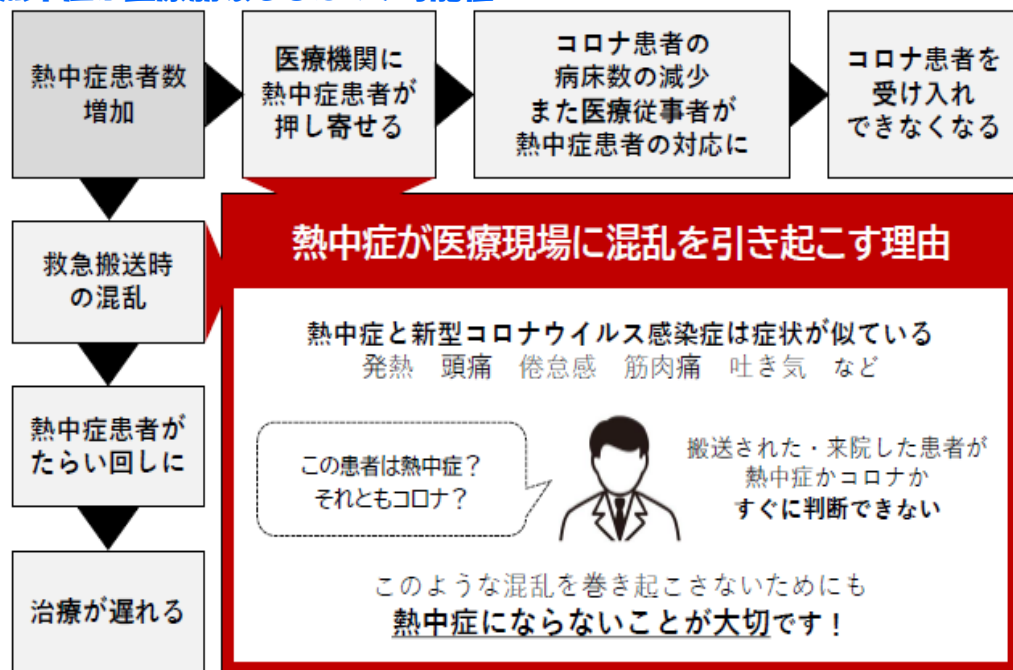 熱中症患者数
増加
医療機関に
熱中症患者が
押し寄せる
コロナ患者の
病床数の減少
また医療従事者が
熱中症患者の対応に
コロナ患者を
受け入れ
できなくなる
救急搬送時
の混乱
熱中症患者が
たらい回しに
治療が遅れる
熱中症が医療現場に混乱を引き起こす理由
熱中症と新型コロナウイルス感染症は症状が似ている
発熱 頭痛 倦怠感 筋肉痛 吐き気 など
この患者は熱中症？
それともコロナ？
搬送された・来院した患者が
熱中症かコロナか
すぐに判断できない
このような混乱を巻き起こさないためにも
熱中症にならないことが大切です！